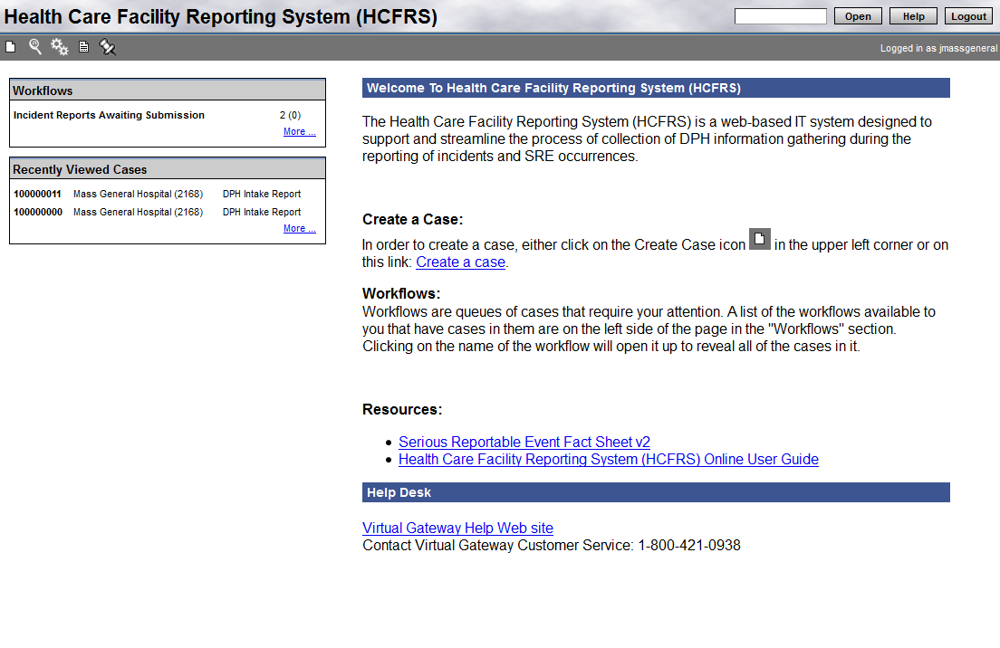 Health Care Facility Reporting System (HCFRS)
Open Help Logout
Logged in as jmassgeneral
Workflows
Incident Reports Awaiting Submission 2 (0)
More ...
Recently Viewed Cases
100000011 Mass General Hospital (2168) DPH Intake Report
100000000 Mass General Hospital (2168) DPH Intake Report
More ...
Welcome To Health Care Facility Reporting System (HCFRS)
The Health Care Facility Reporting System (HCFRS) is a web-based IT system designed to
support and streamline the process of collection of DPH information gathering during the
reporting of incidents and SRE occurrences.
Create a Case:
In order to create a case, either click on the Create Case icon in the upper left corner or on
this link: Create a case.
Workflows:
Workflows are queues of cases that require your attention. A list of the workflows available to
you that have cases in them are on the left side of the page in the "Workflows" section.
Clicking on the name of the workflow will open it up to reveal all of the cases in it.
Resources:
• Serious Reportable Event Fact Sheet v2
• Health Care Facility Reporting System (HCFRS) Online User Guide
Help Desk
Virtual Gateway Help Web site
Contact Virtual Gateway Customer Service: 1-800-421-0938